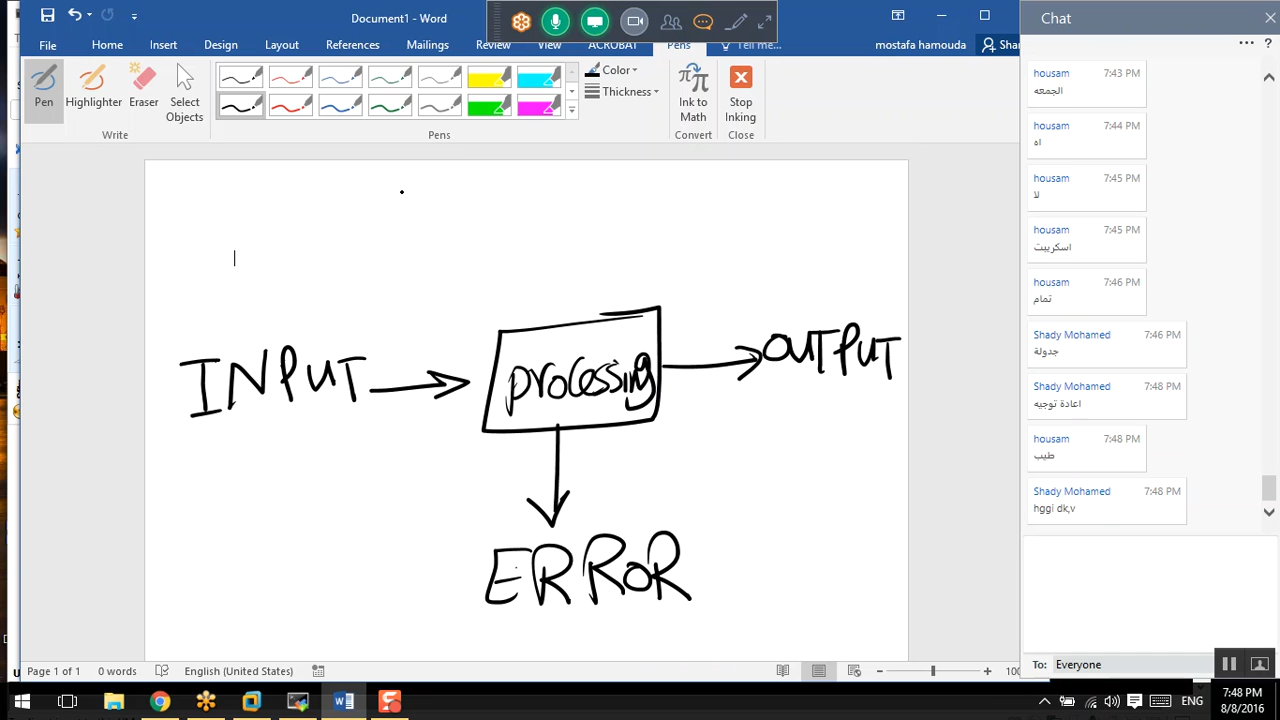 Document1 - Word
File Home Insert Design Layout References Mailings Review View ACROBAT Pens Tell me...
mostafa hamouda
Shar
Pen
Highlighter
Eraser
Select
Objects
Color
Thickness
Ink to
Math
Stop
Inking
Write
Pens
Convert
Close
INPUT
processing
OUTPUT
ERROR
Chat
housam 7:43 PM
الجمعه
housam 7:44 PM
اه
housam 7:45 PM
لا
housam 7:45 PM
اسكريبت
housam 7:46 PM
تمام
Shady Mohamed 7:46 PM
جدولة
Shady Mohamed 7:48 PM
اعادة توجيه
housam 7:48 PM
طيب
Shady Mohamed 7:48 PM
hggi dk,v
To: Everyone
Page 1 of 1 0 words English (United States)
100
ENG
7:48 PM
8/8/2016